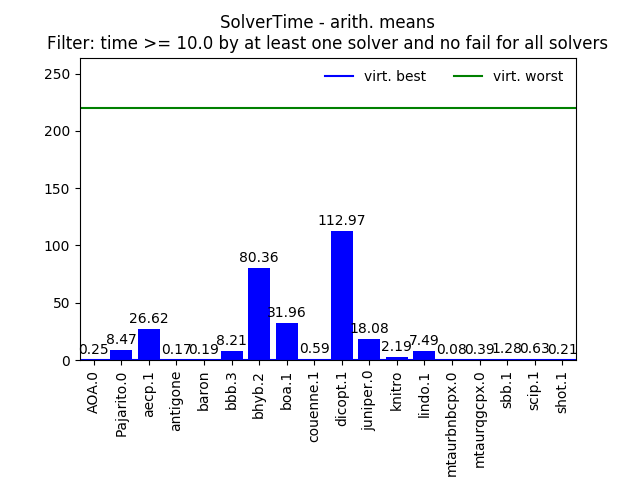 SolverTime - arith. means
Filter: time >= 10.0 by at least one solver and no fail for all solvers
virt. best
virt. worst
250
200
150
100
50
0
0.25
8.47
26.62
0.17
0.19
8.21
80.36
31.96
0.59
112.97
18.08
2.19
7.49
0.08
0.39
1.28
0.63
0.21
AOA.0
Pajarito.0
aecp.1
antigone
baron
bbb.3
bhyb.2
boa.1
couenne.1
dicopt.1
juniper.0
knitro
lindo.1
mtaurbnbcpx.0
mtaurqgcpx.0
sbb.1
scip.1
shot.1